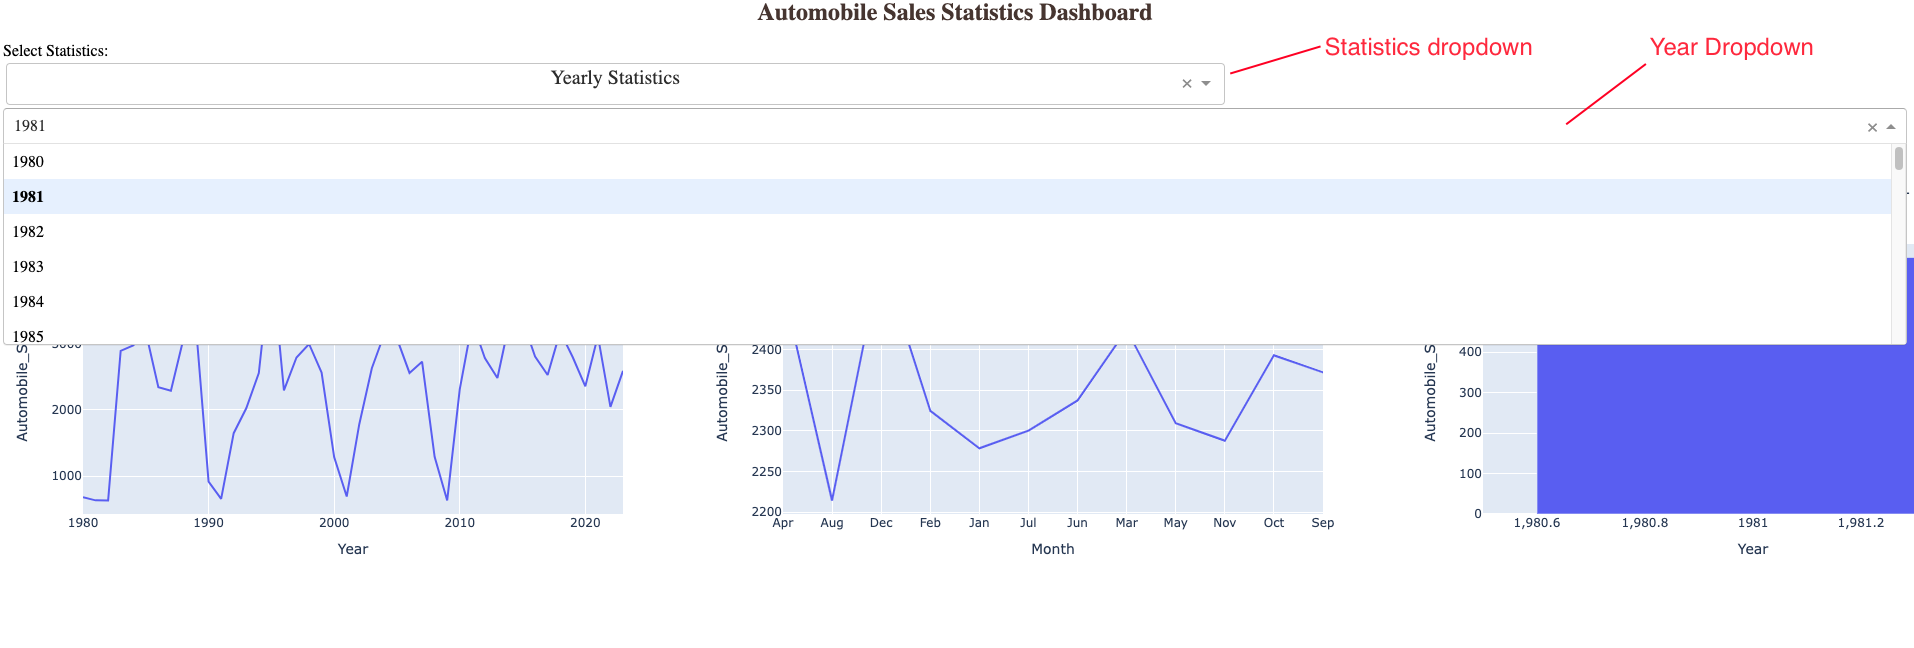 Automobile Sales Statistics Dashboard
Select Statistics:
Statistics dropdown
Year Dropdown
Yearly Statistics
1981
1980
1981
1982
1983
1984
1985
2000
1000
1980 1990 2000 2010 2020
Year
Automobile_S
2400
2350
2300
2250
2200
Apr Aug Dec Feb Jan Jul Jun Mar May Nov Oct Sep
Month
Automobile_S
400
300
200
100
0
1,980.6 1,980.8 1981 1,981.2
Year
Automobile_S